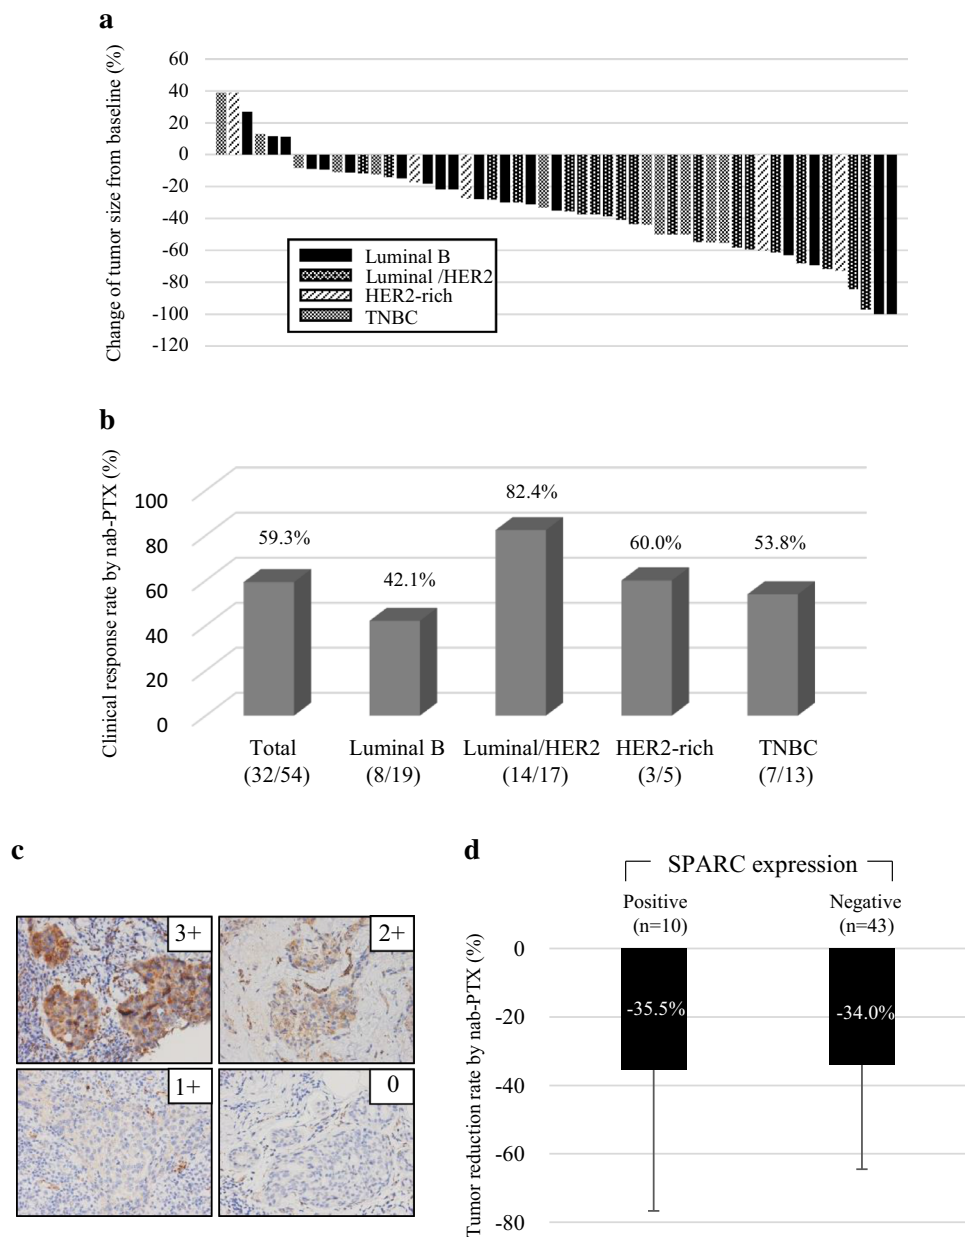 a
Change of tumor size from baseline (%)
60
40
20
0
-20
-40
-60
-80
-100
-120
Luminal B
Luminal /HER2
HER2-rich
TNBC
b
Clinical response rate by nab-PTX (%)
100
80
60
40
20
0
59.3%
42.1%
82.4%
60.0%
53.8%
Total
(32/54)
Luminal B
(8/19)
Luminal/HER2
(14/17)
HER2-rich
(3/5)
TNBC
(7/13)
c
3+
2+
1+
0
d
SPARC expression
Positive
(n=10)
Negative
(n=43)
Tumor reduction rate by nab-PTX (%)
0
-20
-40
-60
-80
-35.5%
-34.0%